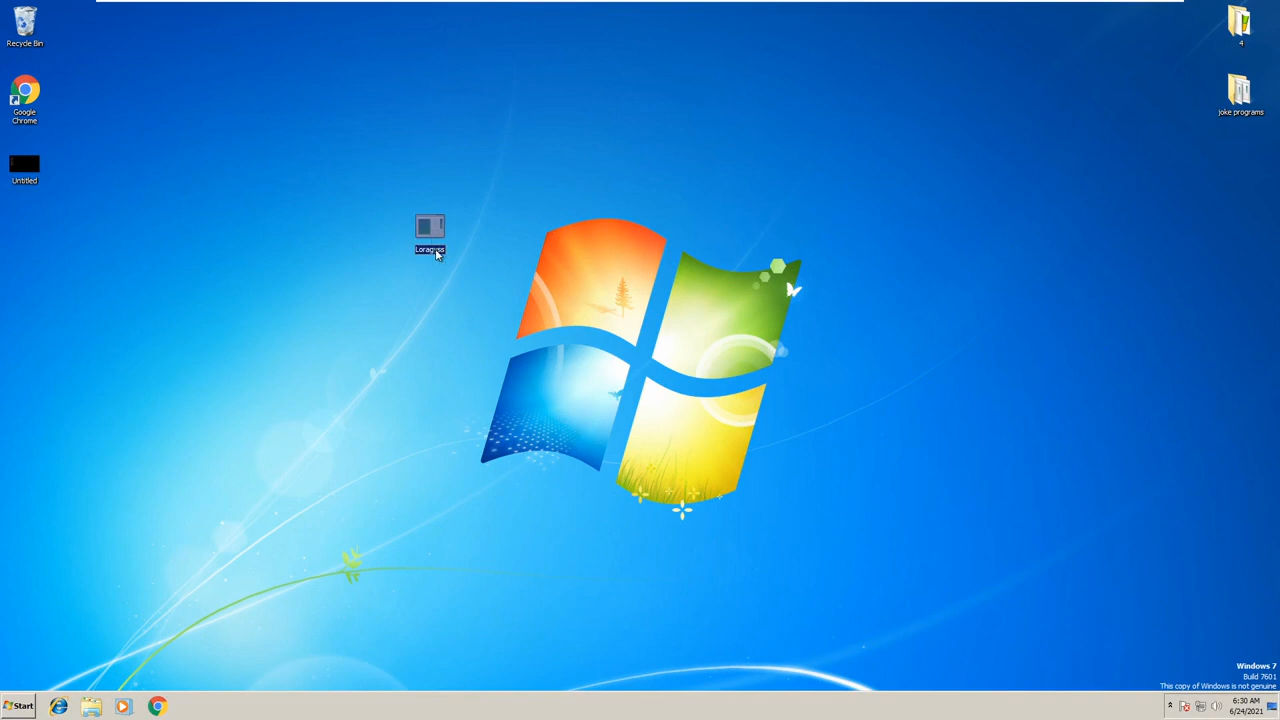 Recycle Bin
Google
Chrome
Untitled
4
joke programs
Windows 7
Build 7601
This copy of Windows is not genuine
Start
6:30 AM
6/24/2021